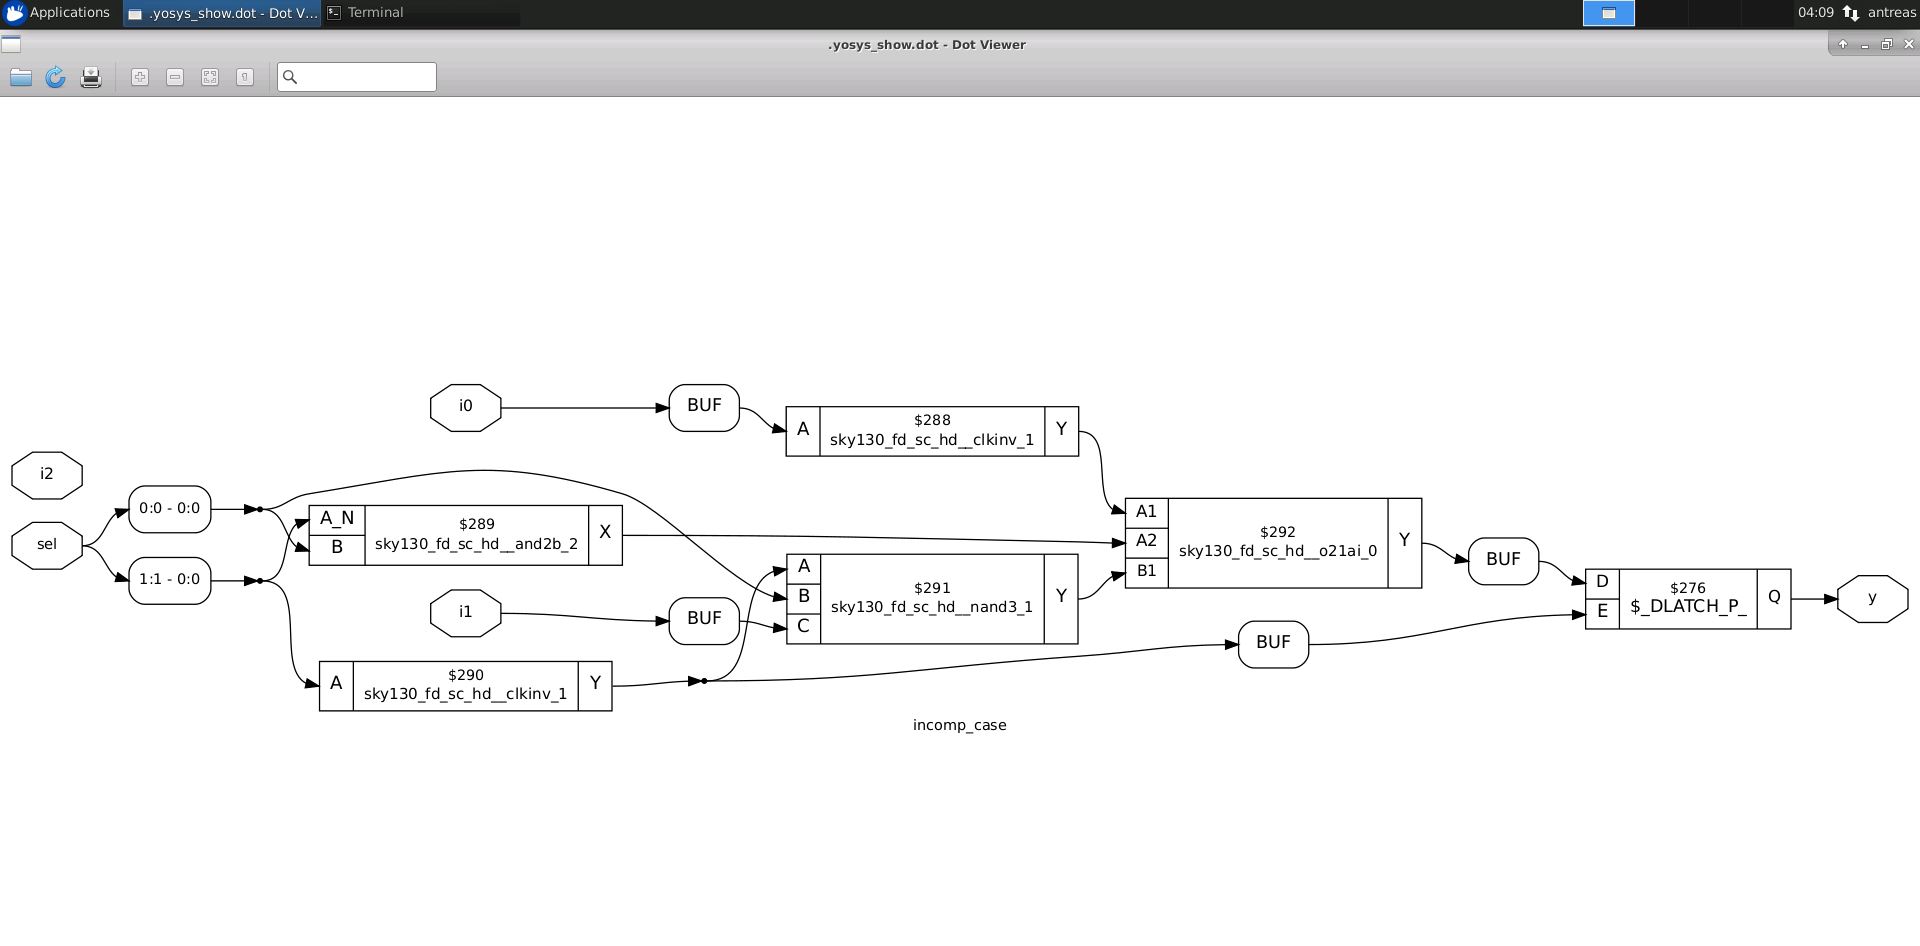 Applications
.yosys_show.dot - Dot V...
Terminal
04:09
antreas
.yosys_show.dot - Dot Viewer
i0
BUF
A
$288
sky130_fd_sc_hd__clkinv_1
Y
i2
sel
0:0 - 0:0
1:1 - 0:0
A_N
B
$289
sky130_fd_sc_hd__and2b_2
X
i1
BUF
A
B
C
$291
sky130_fd_sc_hd__nand3_1
Y
A
$290
sky130_fd_sc_hd__clkinv_1
Y
A1
A2
B1
$292
sky130_fd_sc_hd__o21ai_0
Y
BUF
BUF
D
E
$276
$_DLATCH_P_
Q
y
incomp_case